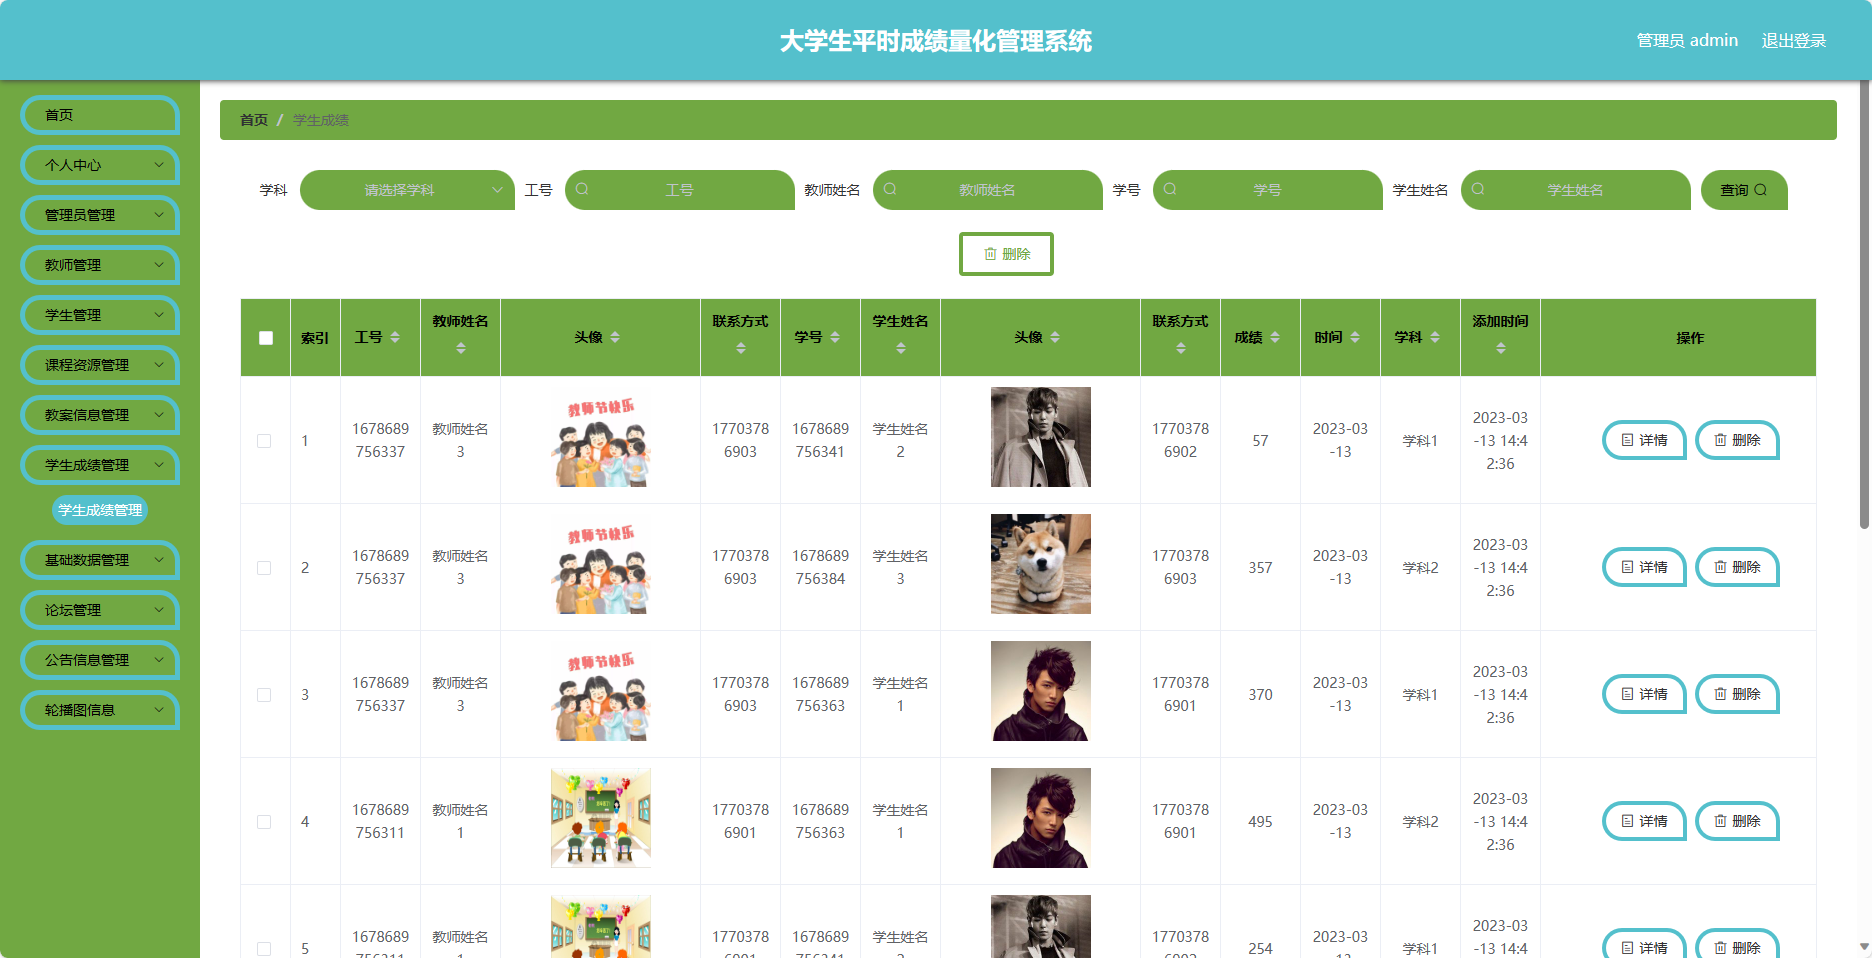 大学生平时成绩量化管理系统
管理员 admin 退出登录
首页
个人中心
管理员管理
教师管理
学生管理
课程资源管理
教案信息管理
学生成绩管理
学生成绩管理
基础数据管理
论坛管理
公告信息管理
轮播图信息
首页 / 学生成绩
学科 请选择学科 工号 工号 教师姓名 教师姓名 学号 学号 学生姓名 学生姓名 查询
删除
索引 工号 教师姓名 头像 联系方式 学号 学生姓名 头像 联系方式 成绩 时间 学科 添加时间 操作
1 1678689756337 教师姓名3 教师节快乐 17703786903 1678689756341 学生姓名2 17703786902 57 2023-03-13 学科1 2023-03-13 14:42:36 详情 删除
2 1678689756337 教师姓名3 教师节快乐 17703786903 1678689756384 学生姓名3 17703786903 357 2023-03-13 学科2 2023-03-13 14:42:36 详情 删除
3 1678689756337 教师姓名3 教师节快乐 17703786903 1678689756363 学生姓名1 17703786901 370 2023-03-13 学科1 2023-03-13 14:42:36 详情 删除
4 1678689756311 教师姓名1 17703786901 1678689756363 学生姓名1 17703786901 495 2023-03-13 学科2 2023-03-13 14:42:36 详情 删除
5 1678689 教师姓名 1770378 1678689 学生姓名 1770378 254 2023-03 学科1 2023-03-13 14:4 详情 删除